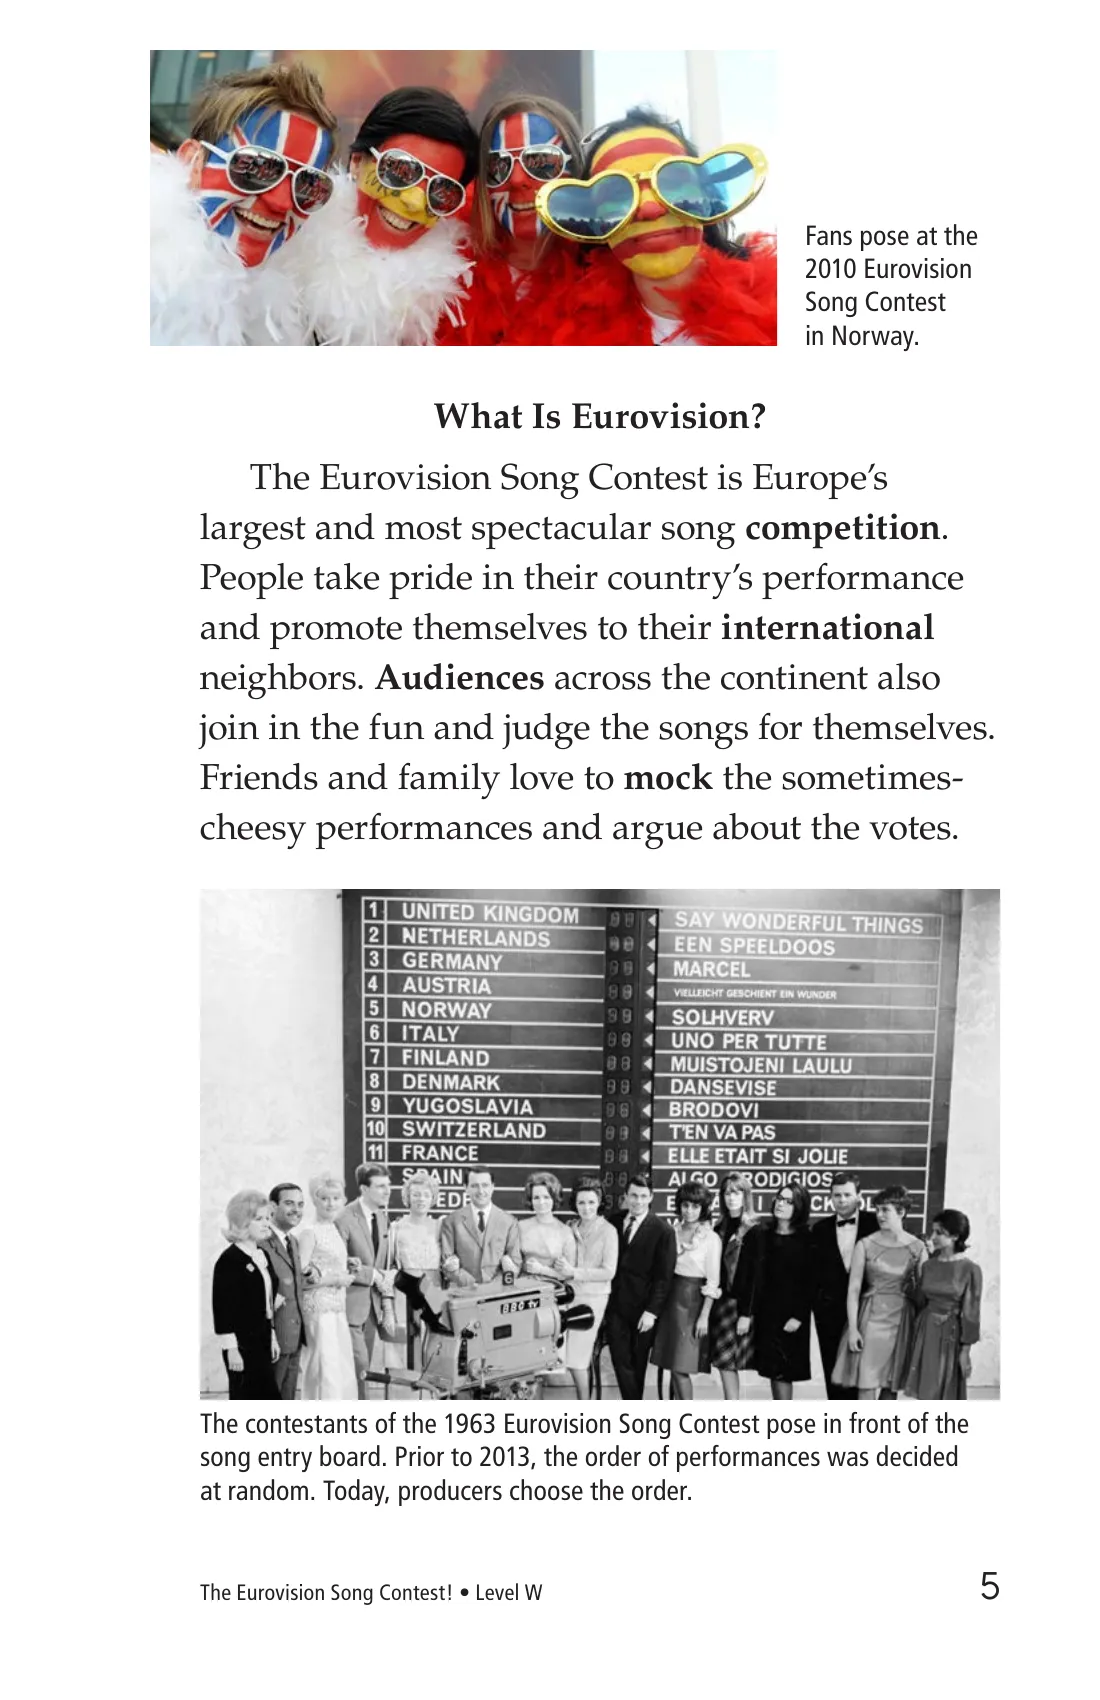 Fans pose at the
2010 Eurovision
Song Contest
in Norway.
What Is Eurovision?
The Eurovision Song Contest is Europe’s
largest and most spectacular song competition.
People take pride in their country’s performance
and promote themselves to their international
neighbors. Audiences across the continent also
join in the fun and judge the songs for themselves.
Friends and family love to mock the sometimes-
cheesy performances and argue about the votes.
1 UNITED KINGDOM SAY WONDERFUL THINGS
2 NETHERLANDS EEN SPEELDOOS
3 GERMANY MARCEL
4 AUSTRIA VIELLEICHT GESCHIENT EIN WUNDER
5 NORWAY SOLHVERV
6 ITALY UNO PER TUTTE
7 FINLAND MUISTOJENI LAULU
8 DENMARK DANSEVISE
9 YUGOSLAVIA BRODOVI
10 SWITZERLAND T'EN VA PAS
11 FRANCE ELLE ETAIT SI JOLIE
SPAIN ALGO
BBC tv
The contestants of the 1963 Eurovision Song Contest pose in front of the
song entry board. Prior to 2013, the order of performances was decided
at random. Today, producers choose the order.
The Eurovision Song Contest! • Level W
5